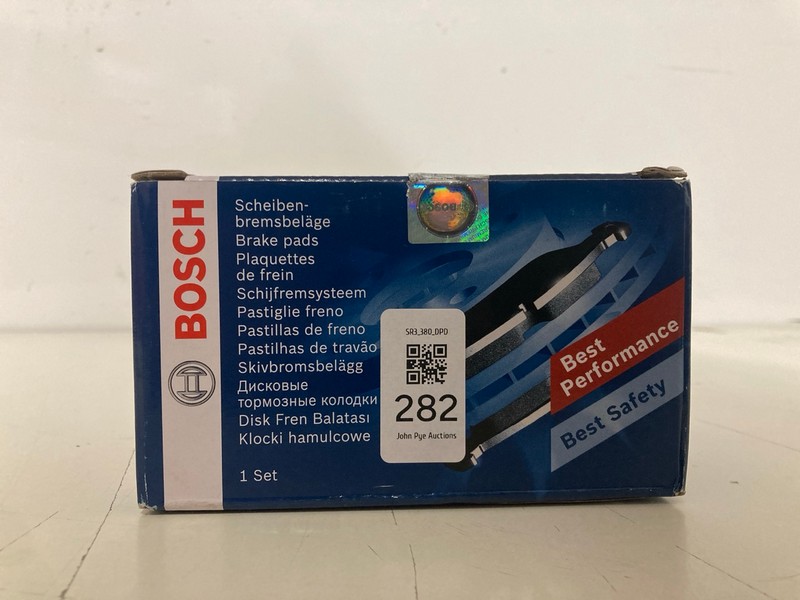 BOSCH
Scheiben-
bremsbeläge
Brake pads
Plaquettes
de frein
Schijfremsysteem
Pastiglie freno
Pastillas de freno
Pastilhas de travão
Skivbromsbelägg
Дисковые
тормозные колодки
Disk Fren Balatası
Klocki hamulcowe
1 Set
SR3_380_DPD
282
John Pye Auctions
Best
Performance
Best Safety